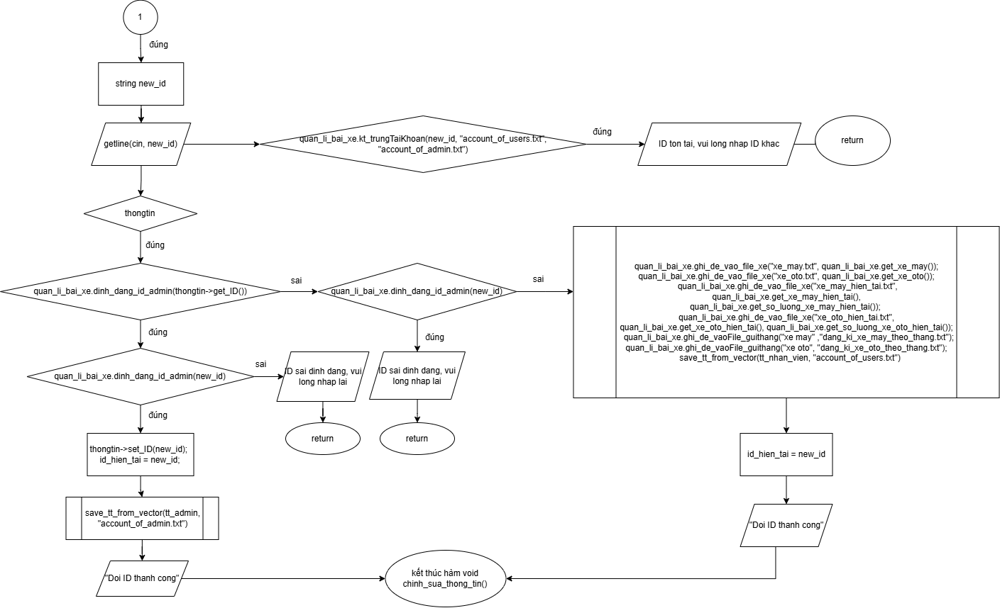 1
đúng
string new_id
getline(cin, new_id)
quan_li_bai_xe.kt_trungTaiKhoan(new_id, "account_of_users.txt",
"account_of_admin.txt")
đúng
ID ton tai, vui long nhap ID khac
return
thongtin
đúng
quan_li_bai_xe.dinh_dang_id_admin(thongtin->get_ID())
sai
quan_li_bai_xe.dinh_dang_id_admin(new_id)
sai
quan_li_bai_xe.ghi_de_vao_file_xe("xe_may.txt", quan_li_bai_xe.get_xe_may());
quan_li_bai_xe.ghi_de_vao_file_xe("xe_oto.txt", quan_li_bai_xe.get_xe_oto());
quan_li_bai_xe.ghi_de_vao_file_xe("xe_may_hien_tai.txt",
quan_li_bai_xe.get_xe_may_hien_tai(),
quan_li_bai_xe.get_so_luong_xe_may_hien_tai());
quan_li_bai_xe.ghi_de_vao_file_xe("xe_oto_hien_tai.txt",
quan_li_bai_xe.get_xe_oto_hien_tai(), quan_li_bai_xe.get_so_luong_xe_oto_hien_tai());
quan_li_bai_xe.ghi_de_vaoFile_guithang("xe may" ,"dang_ki_xe_may_theo_thang.txt");
quan_li_bai_xe.ghi_de_vaoFile_guithang("xe oto", "dang_ki_xe_oto_theo_thang.txt");
save_tt_from_vector(tt_nhan_vien, "account_of_users.txt")
đúng
quan_li_bai_xe.dinh_dang_id_admin(new_id)
sai
ID sai dinh dang, vui
long nhap lai
return
đúng
ID sai dinh dang, vui
long nhap lai
return
đúng
thongtin->set_ID(new_id);
id_hien_tai = new_id;
save_tt_from_vector(tt_admin,
"account_of_admin.txt")
"Doi ID thanh cong"
id_hien_tai = new_id
"Doi ID thanh cong"
kết thúc hàm void
chinh_sua_thong_tin()